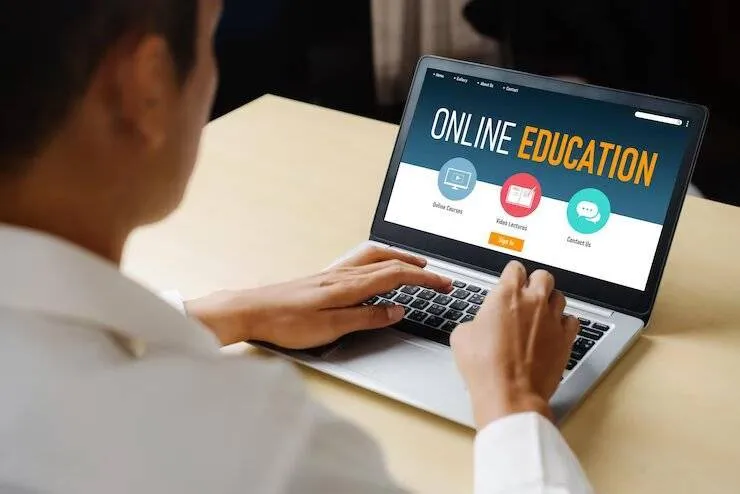 Home Gallery About Us Contact
ONLINE EDUCATION
Online Courses
Video Lectures
Contact Us
Sign In